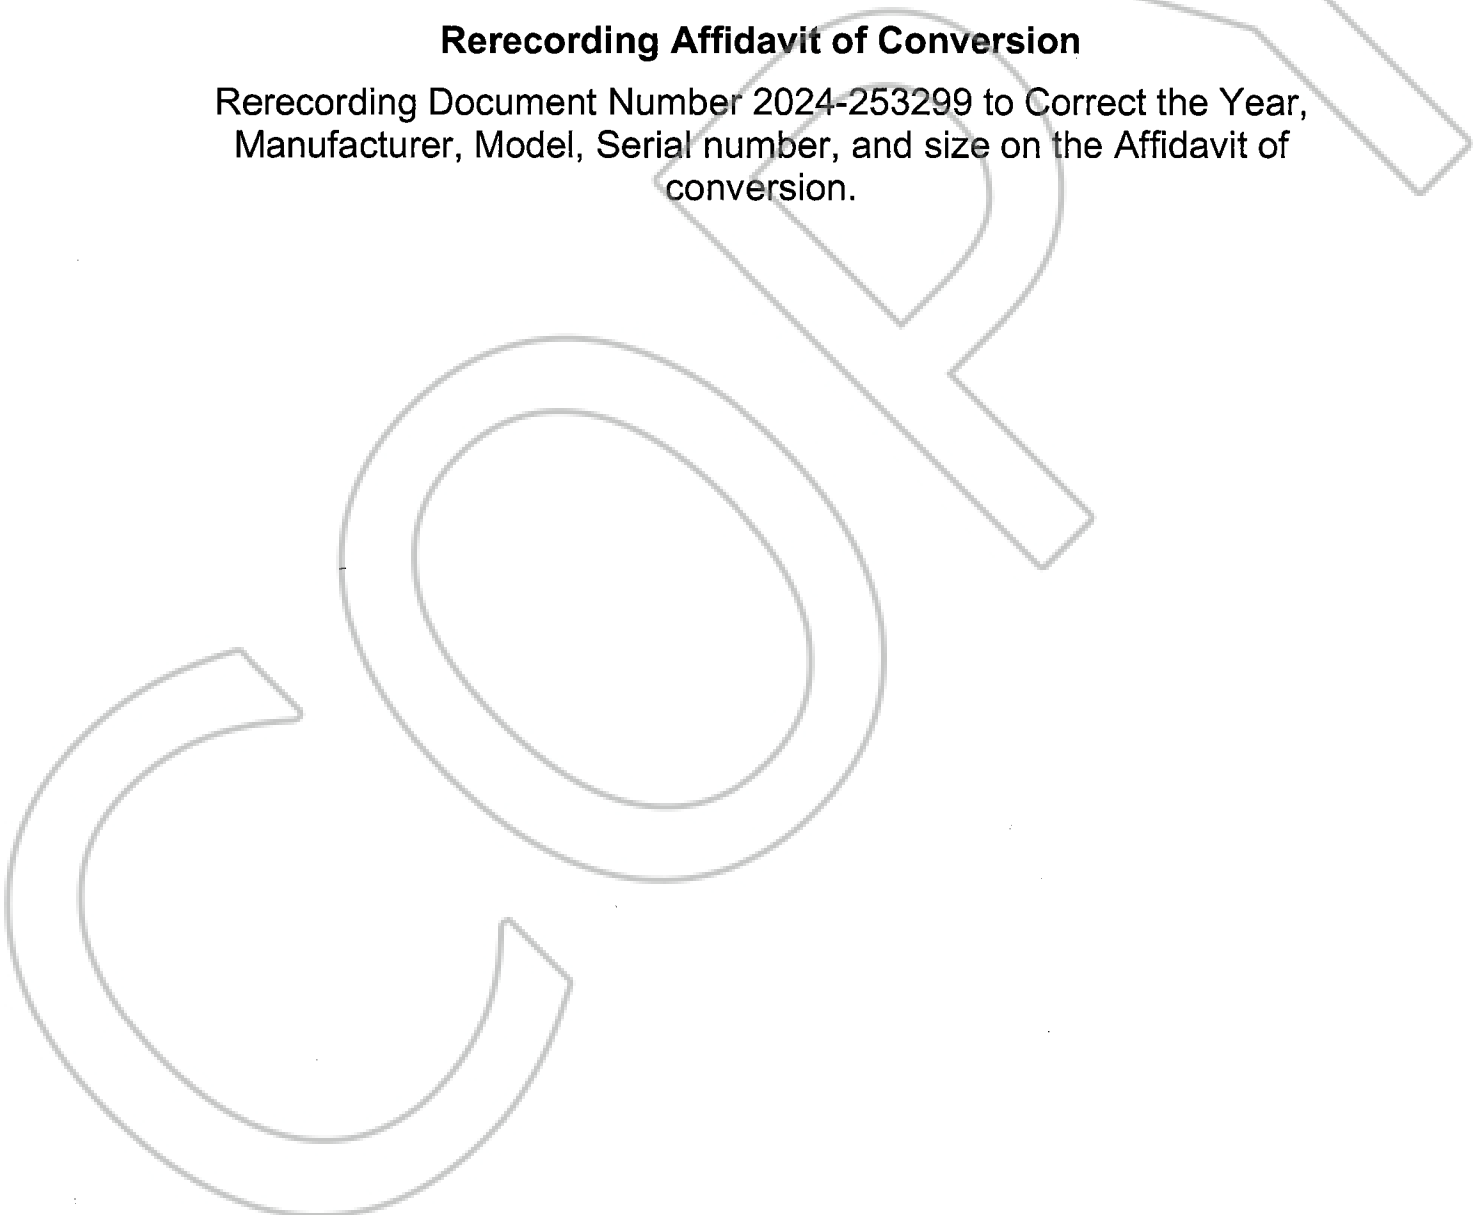 Rerecording Affidavit of Conversion
Rerecording Document Number 2024-253299 to Correct the Year,
Manufacturer, Model, Serial number, and size on the Affidavit of
conversion.
COPY